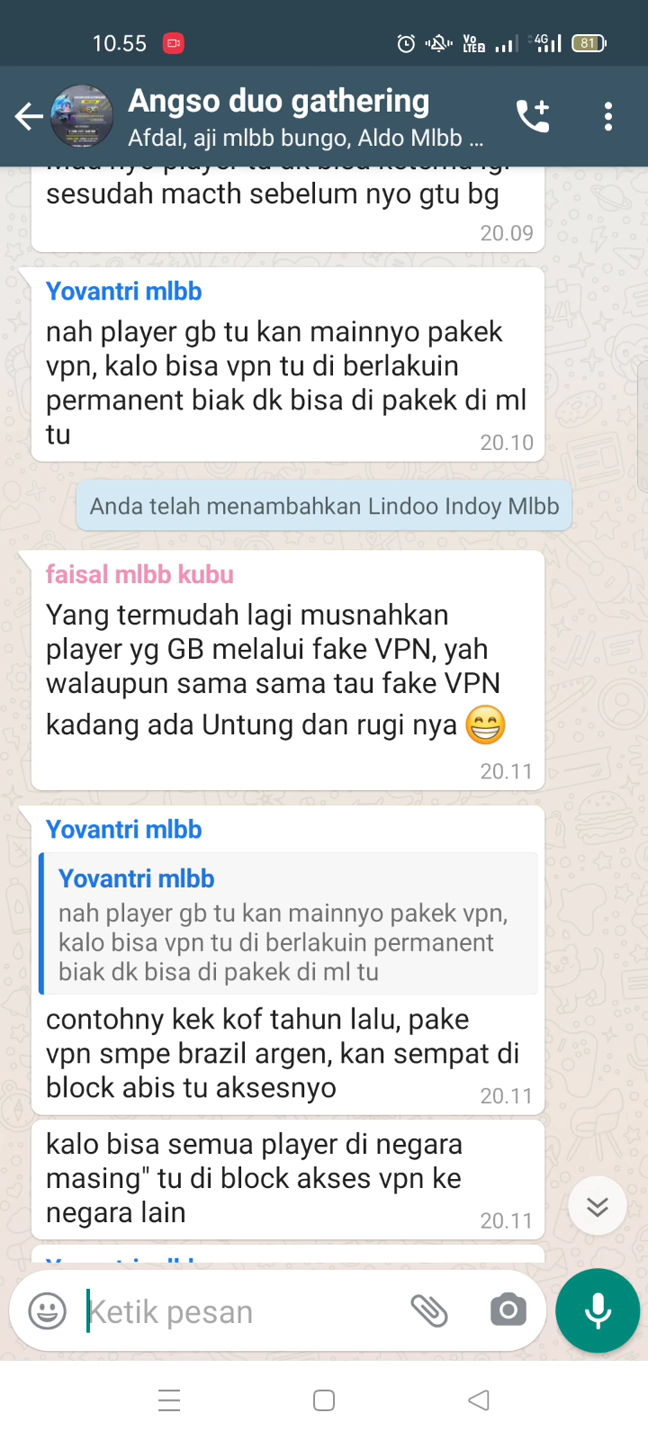 10.55
Vo
LTE2
4G
81
Angso duo gathering
Afdal, aji mlbb bungo, Aldo Mlbb ...
sesudah macth sebelum nyo gtu bg
20.09
Yovantri mlbb
nah player gb tu kan mainnyo pakek
vpn, kalo bisa vpn tu di berlakuin
permanent biak dk bisa di pakek di ml
tu
20.10
Anda telah menambahkan Lindoo Indoy Mlbb
faisal mlbb kubu
Yang termudah lagi musnahkan
player yg GB melalui fake VPN, yah
walaupun sama sama tau fake VPN
kadang ada Untung dan rugi nya 😁
20.11
Yovantri mlbb
Yovantri mlbb
nah player gb tu kan mainnyo pakek vpn,
kalo bisa vpn tu di berlakuin permanent
biak dk bisa di pakek di ml tu
contohny kek kof tahun lalu, pake
vpn smpe brazil argen, kan sempat di
block abis tu aksesnyo
20.11
kalo bisa semua player di negara
masing" tu di block akses vpn ke
negara lain
20.11
Ketik pesan